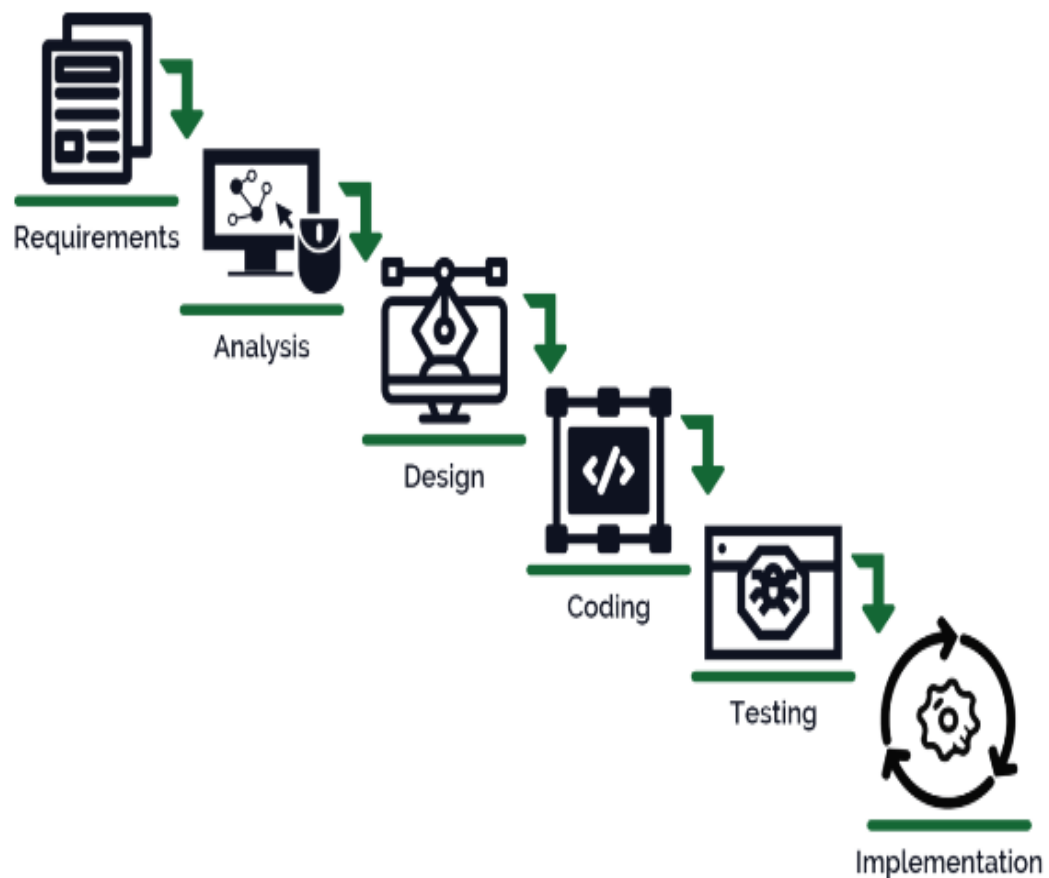 Requirements
Analysis
Design
</>
Coding
Testing
Implementation